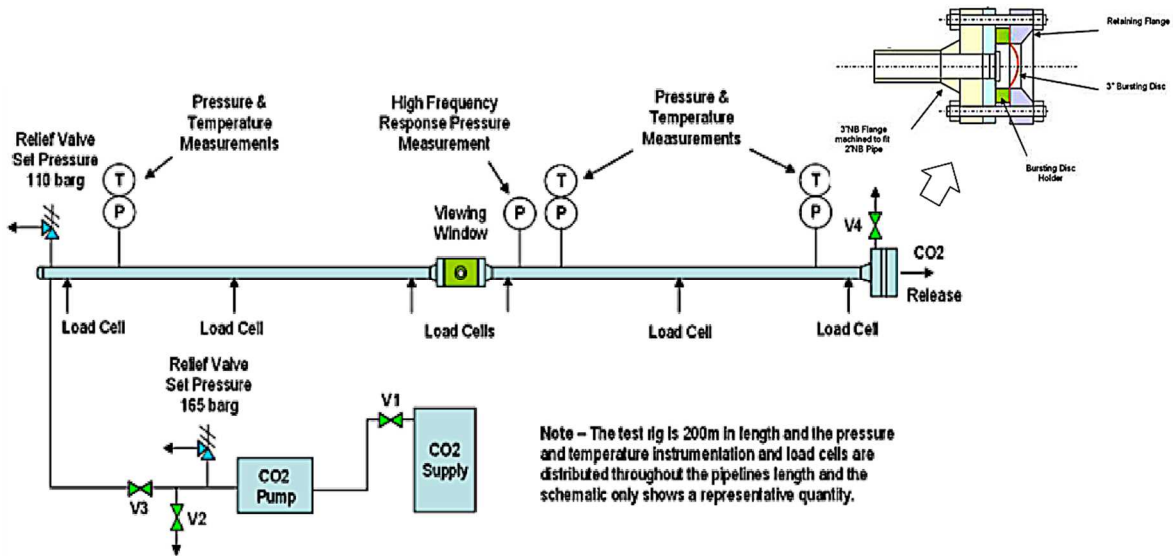 Retaining Flange
3" Bursting Disc
3"NB Flange
machined to fit
2"NB Pipe
Bursting Disc
Holder
Pressure &
Temperature
Measurements
High Frequency
Response Pressure
Measurement
Pressure &
Temperature
Measurements
Relief Valve
Set Pressure
110 barg
T
P
Viewing
Window
P
T
P
T
P
V4
CO2
Release
Load Cell
Load Cell
Load Cells
Load Cell
Load Cell
Relief Valve
Set Pressure
165 barg
V1
CO2
Supply
CO2
Pump
V3
V2
Note – The test rig is 200m in length and the pressure
and temperature instrumentation and load cells are
distributed throughout the pipelines length and the
schematic only shows a representative quantity.